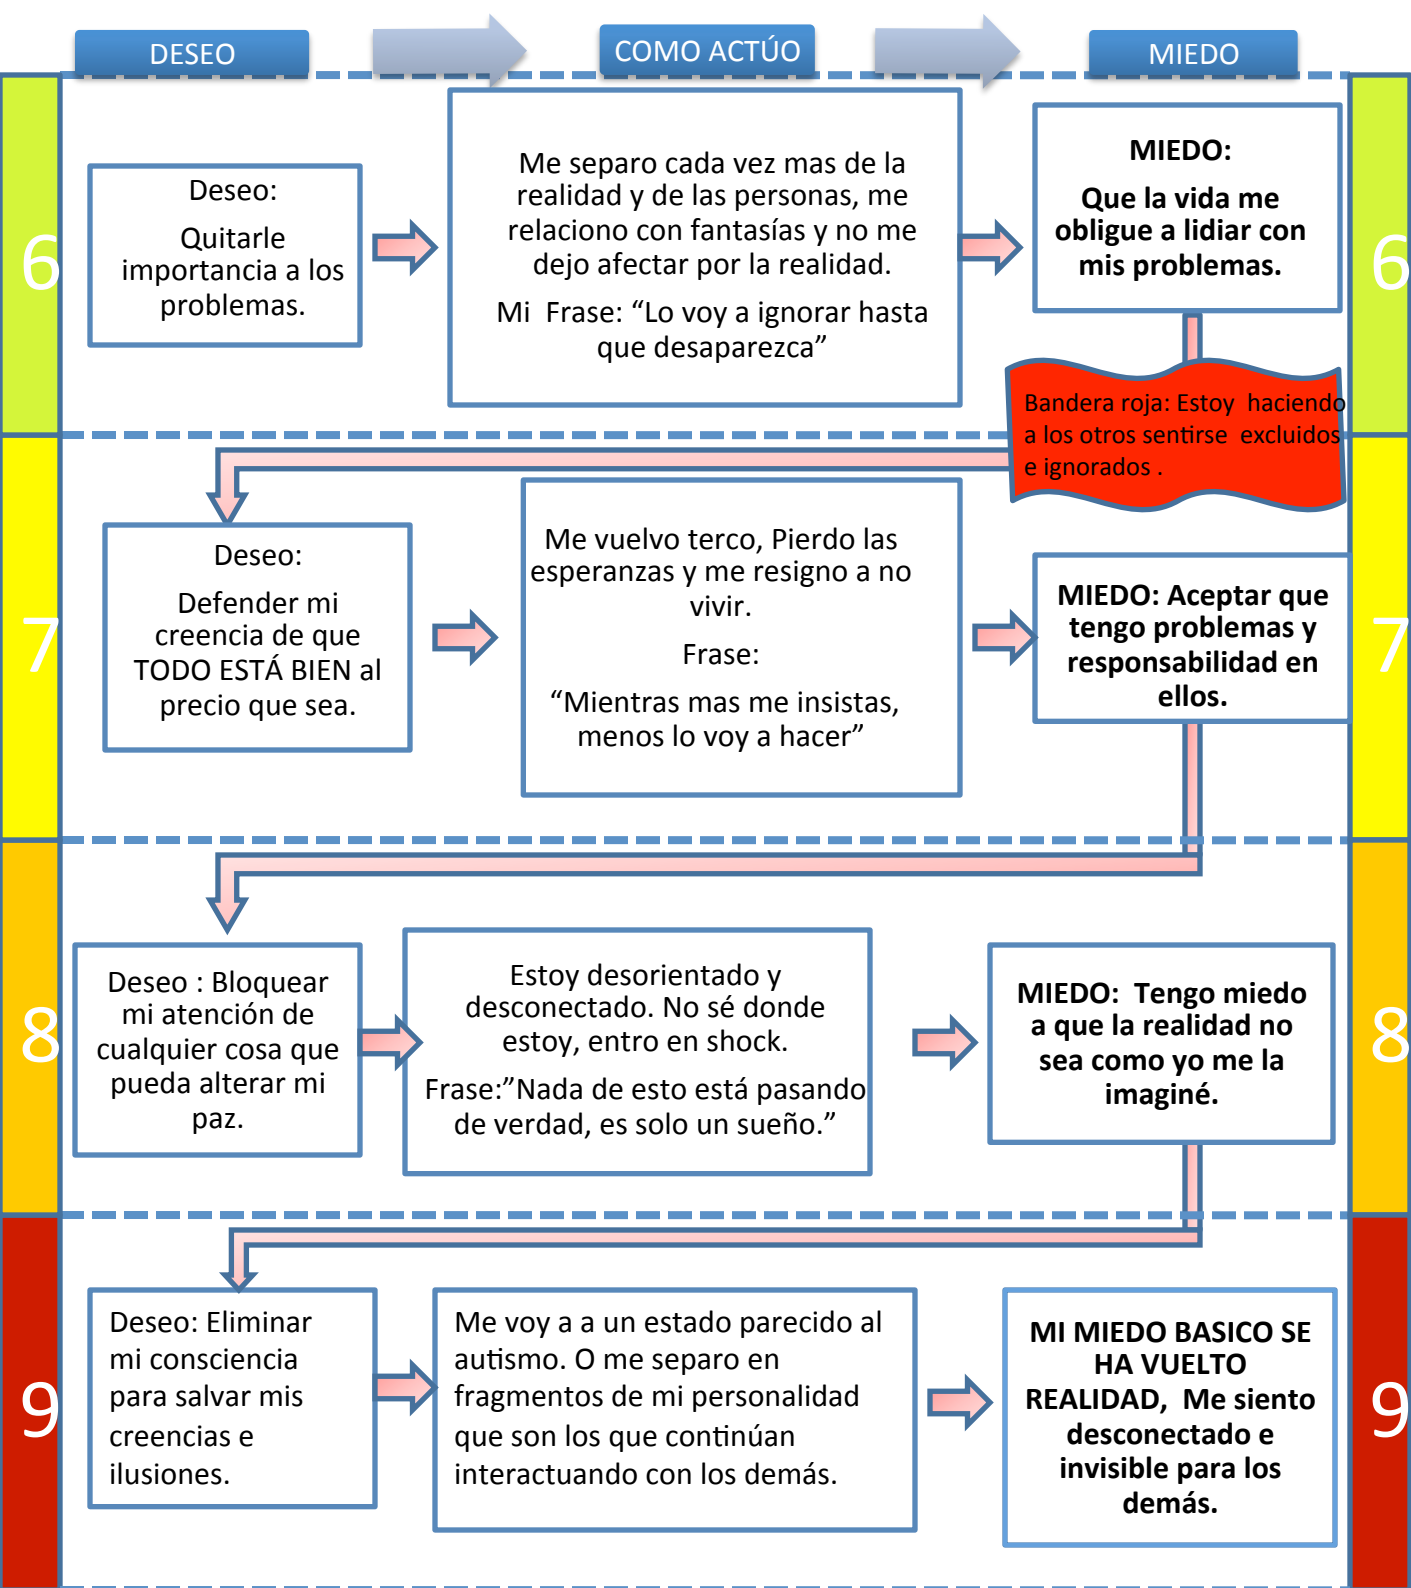 DESEO
COMO ACTÚO
MIEDO
6
Deseo:
Quitarle
importancia a los
problemas.
Me separo cada vez mas de la
realidad y de las personas, me
relaciono con fantasías y no me
dejo afectar por la realidad.
Mi  Frase: “Lo voy a ignorar hasta
que desaparezca”
MIEDO:
Que la vida me
obligue a lidiar con
mis problemas.
6
Bandera roja: Estoy  haciendo
a los otros sentirse  excluidos
e ignorados .
7
Deseo:
Defender mi
creencia de que
TODO ESTÁ BIEN al
precio que sea.
Me vuelvo terco, Pierdo las
esperanzas y me resigno a no
vivir.
Frase:
“Mientras mas me insistas,
menos lo voy a hacer”
MIEDO: Aceptar que
tengo problemas y
responsabilidad en
ellos.
7
8
Deseo : Bloquear
mi atención de
cualquier cosa que
pueda alterar mi
paz.
Estoy desorientado y
desconectado. No sé donde
estoy, entro en shock.
Frase:”Nada de esto está pasando
de verdad, es solo un sueño.”
MIEDO:  Tengo miedo
a que la realidad no
sea como yo me la
imaginé.
8
9
Deseo: Eliminar
mi consciencia
para salvar mis
creencias e
ilusiones.
Me voy a a un estado parecido al
autismo. O me separo en
fragmentos de mi personalidad
que son los que continúan
interactuando con los demás.
MI MIEDO BASICO SE
HA VUELTO
REALIDAD,  Me siento
desconectado e
invisible para los
demás.
9